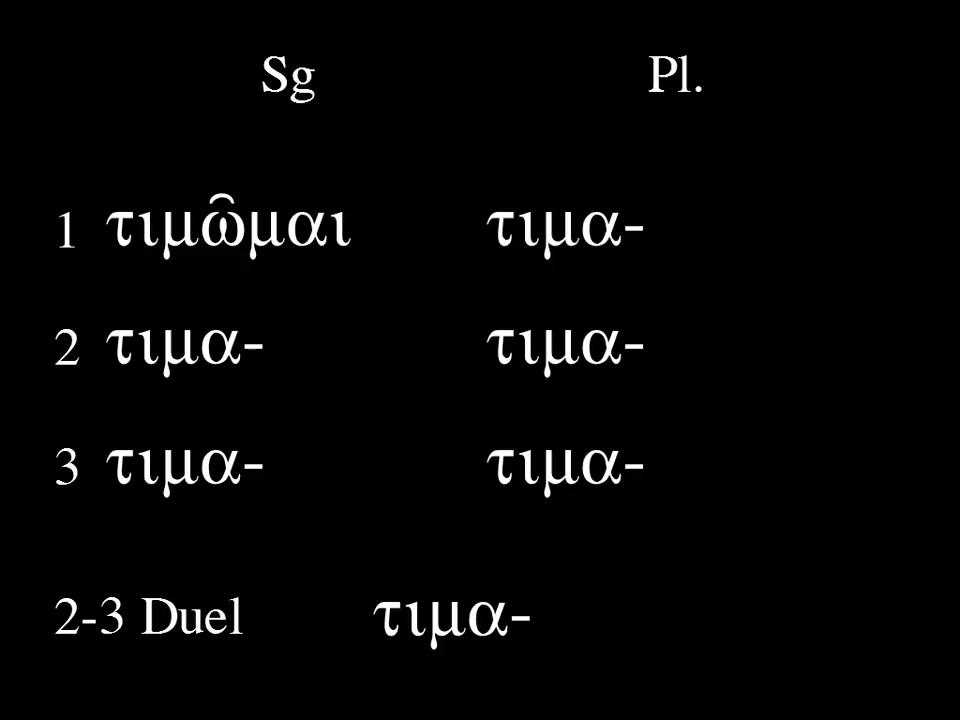 Sg Pl.
1 τιμῶμαι τιμα-
2 τιμα- τιμα-
3 τιμα- τιμα-
2-3 Duel τιμα-